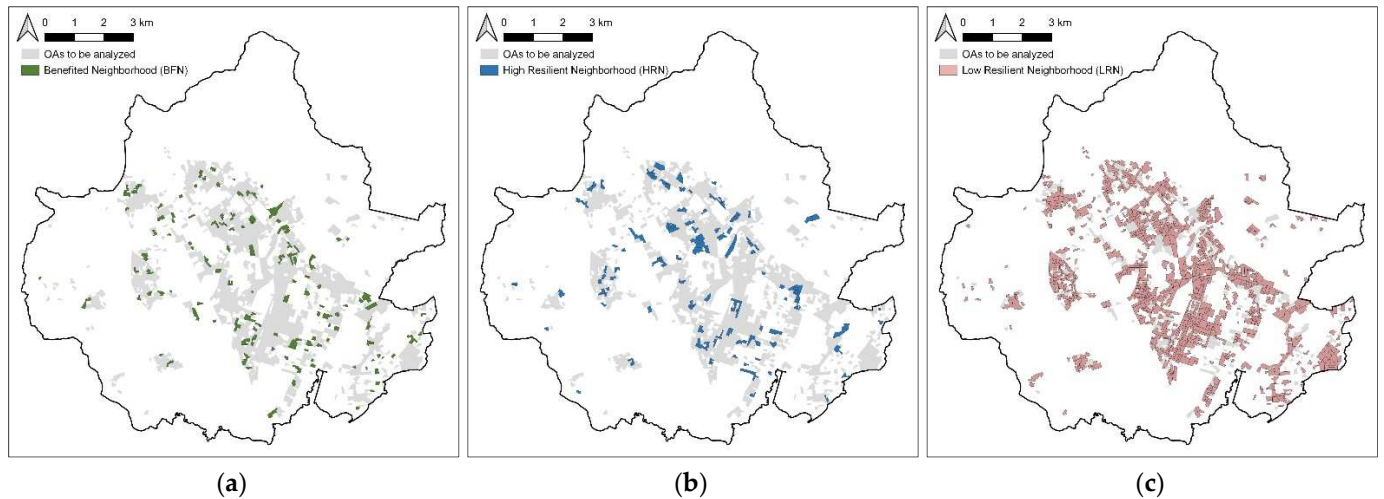 0 1 2 3 km
OAs to be analyzed
Benefited Neighborhood (BFN)
0 1 2 3 km
OAs to be analyzed
High Resilient Neighborhood (HRN)
0 1 2 3 km
OAs to be analyzed
Low Resilient Neighborhood (LRN)
(a) (b) (c)